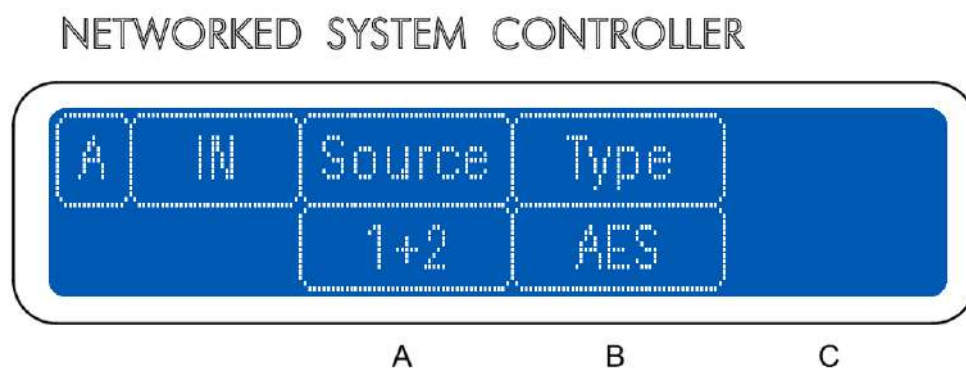 NETWORKED SYSTEM CONTROLLER
A IN Source Type
1+2 AES
A B C